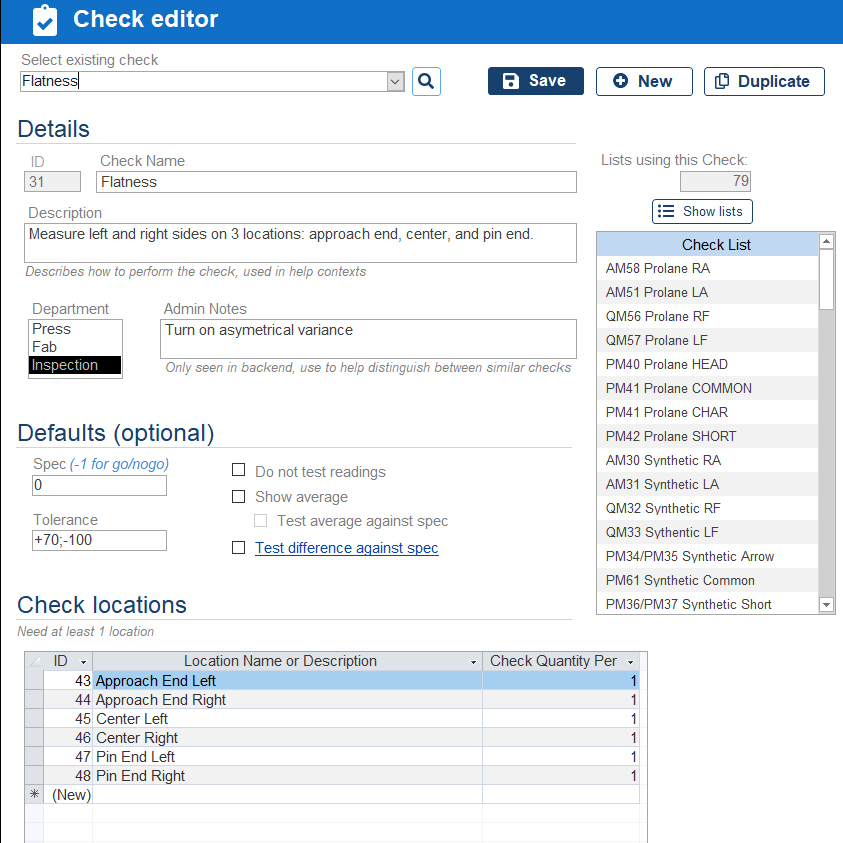 Check editor
Select existing check
Flatness
Save
New
Duplicate
Details
ID
Check Name
31
Flatness
Description
Measure left and right sides on 3 locations: approach end, center, and pin end.
Describes how to perform the check, used in help contexts
Department
Press
Fab
Inspection
Admin Notes
Turn on asymetrical variance
Only seen in backend, use to help distinguish between similar checks
Lists using this Check:
79
Show lists
Check List
AM58 Prolane RA
AM51 Prolane LA
QM56 Prolane RF
QM57 Prolane LF
PM40 Prolane HEAD
PM41 Prolane COMMON
PM41 Prolane CHAR
PM42 Prolane SHORT
AM30 Synthetic RA
AM31 Synthetic LA
QM32 Synthetic RF
QM33 Sythentic LF
PM34/PM35 Synthetic Arrow
PM61 Synthetic Common
PM36/PM37 Synthetic Short
Defaults (optional)
Spec (-1 for go/nogo)
0
Tolerance
+70;-100
Do not test readings
Show average
Test average against spec
Test difference against spec
Check locations
Need at least 1 location
ID Location Name or Description Check Quantity Per
43 Approach End Left 1
44 Approach End Right 1
45 Center Left 1
46 Center Right 1
47 Pin End Left 1
48 Pin End Right 1
* (New)